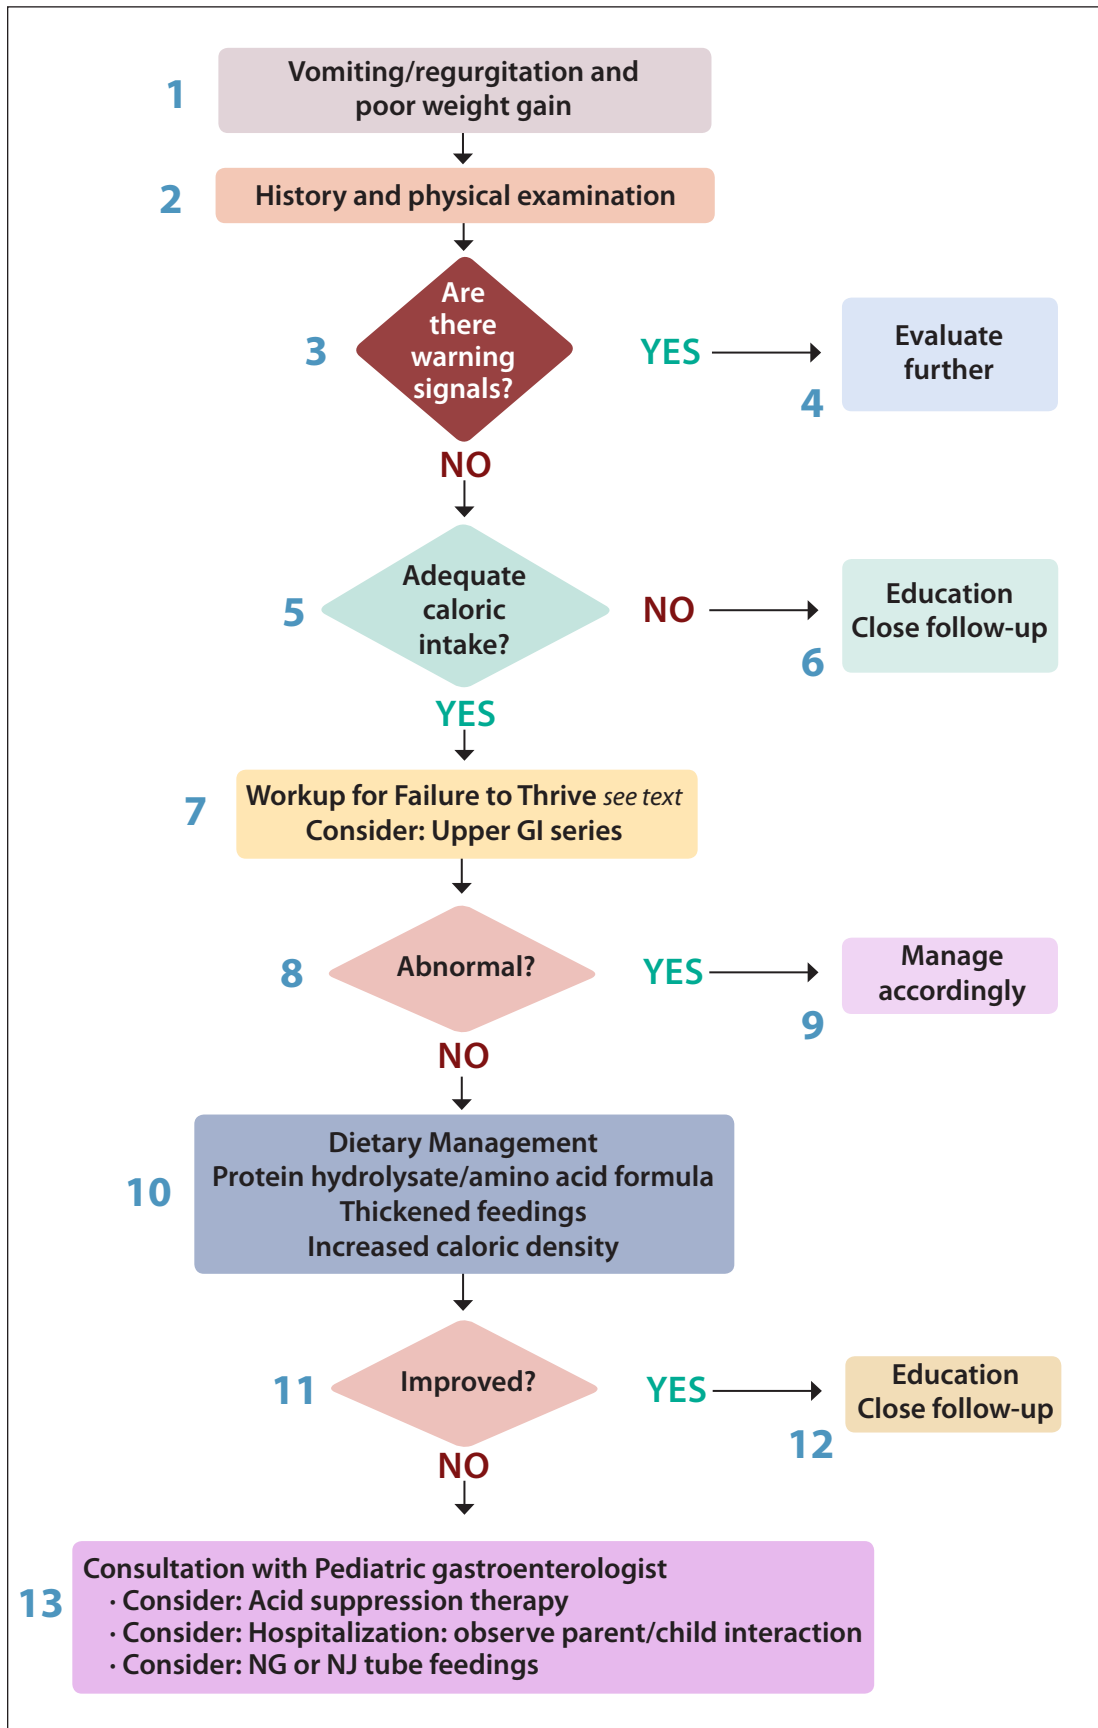 1
Vomiting/regurgitation and
poor weight gain
2
History and physical examination
3
Are
there
warning
signals?
YES
4
Evaluate
further
NO
5
Adequate
caloric
intake?
NO
6
Education
Close follow-up
YES
7
Workup for Failure to Thrive see text
Consider: Upper GI series
8
Abnormal?
YES
9
Manage
accordingly
NO
10
Dietary Management
Protein hydrolysate/amino acid formula
Thickened feedings
Increased caloric density
11
Improved?
YES
12
Education
Close follow-up
NO
13
Consultation with Pediatric gastroenterologist
· Consider: Acid suppression therapy
· Consider: Hospitalization: observe parent/child interaction
· Consider: NG or NJ tube feedings